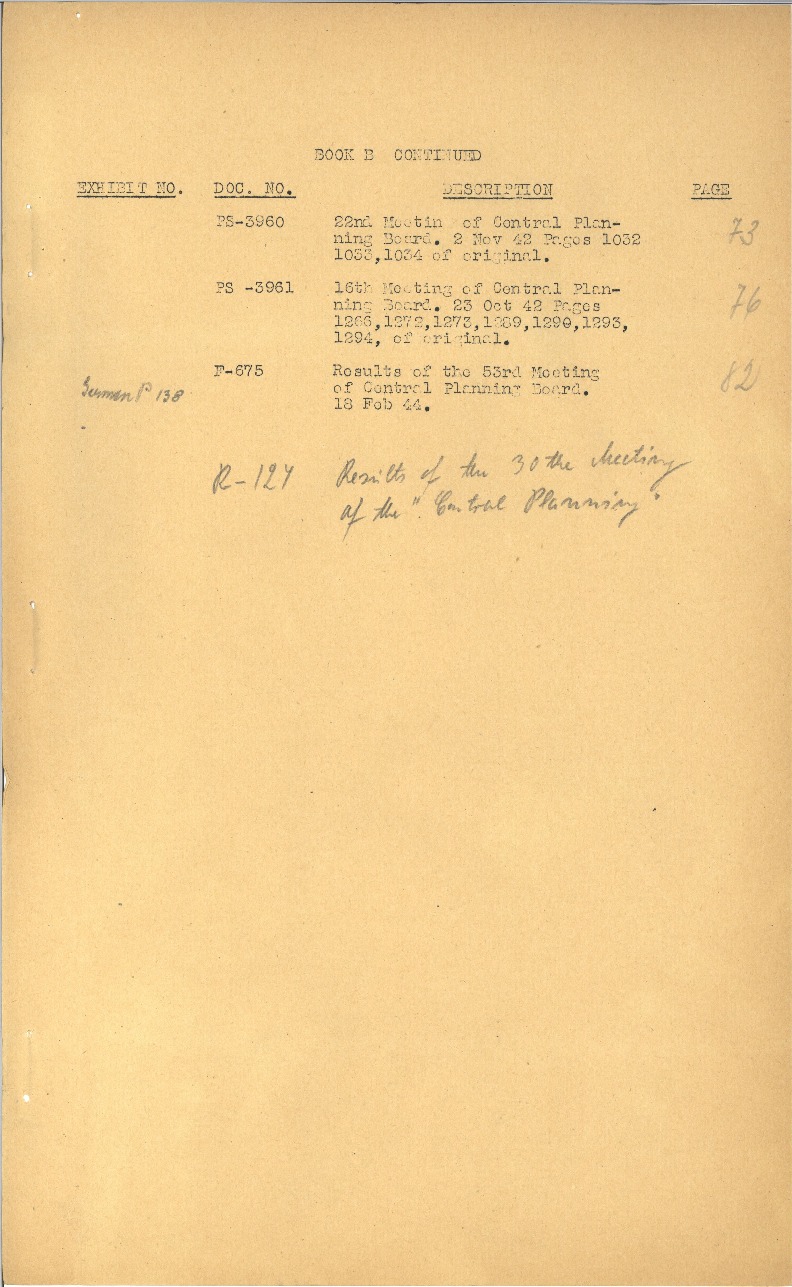 BOOK B CONTINUED
EXHIBIT NO. DOC. NO. DESCRIPTION PAGE
PS-3960 22nd Meetin of Central Plan- 73
ning Board. 2 Nov 42 Pages 1032
1033,1034 of original.
PS -3961 16th Meeting of Central Plan- 76
ning Board. 23 Oct 42 Pages
1266,1272,1273,1289,1290,1293,
1294, of original.
F-675 Results of the 53rd Meeting 82
German P 138 of Central Planning Board.
18 Feb 44.
R-124 Results of the 30the Meeting
of the "Central Planning"